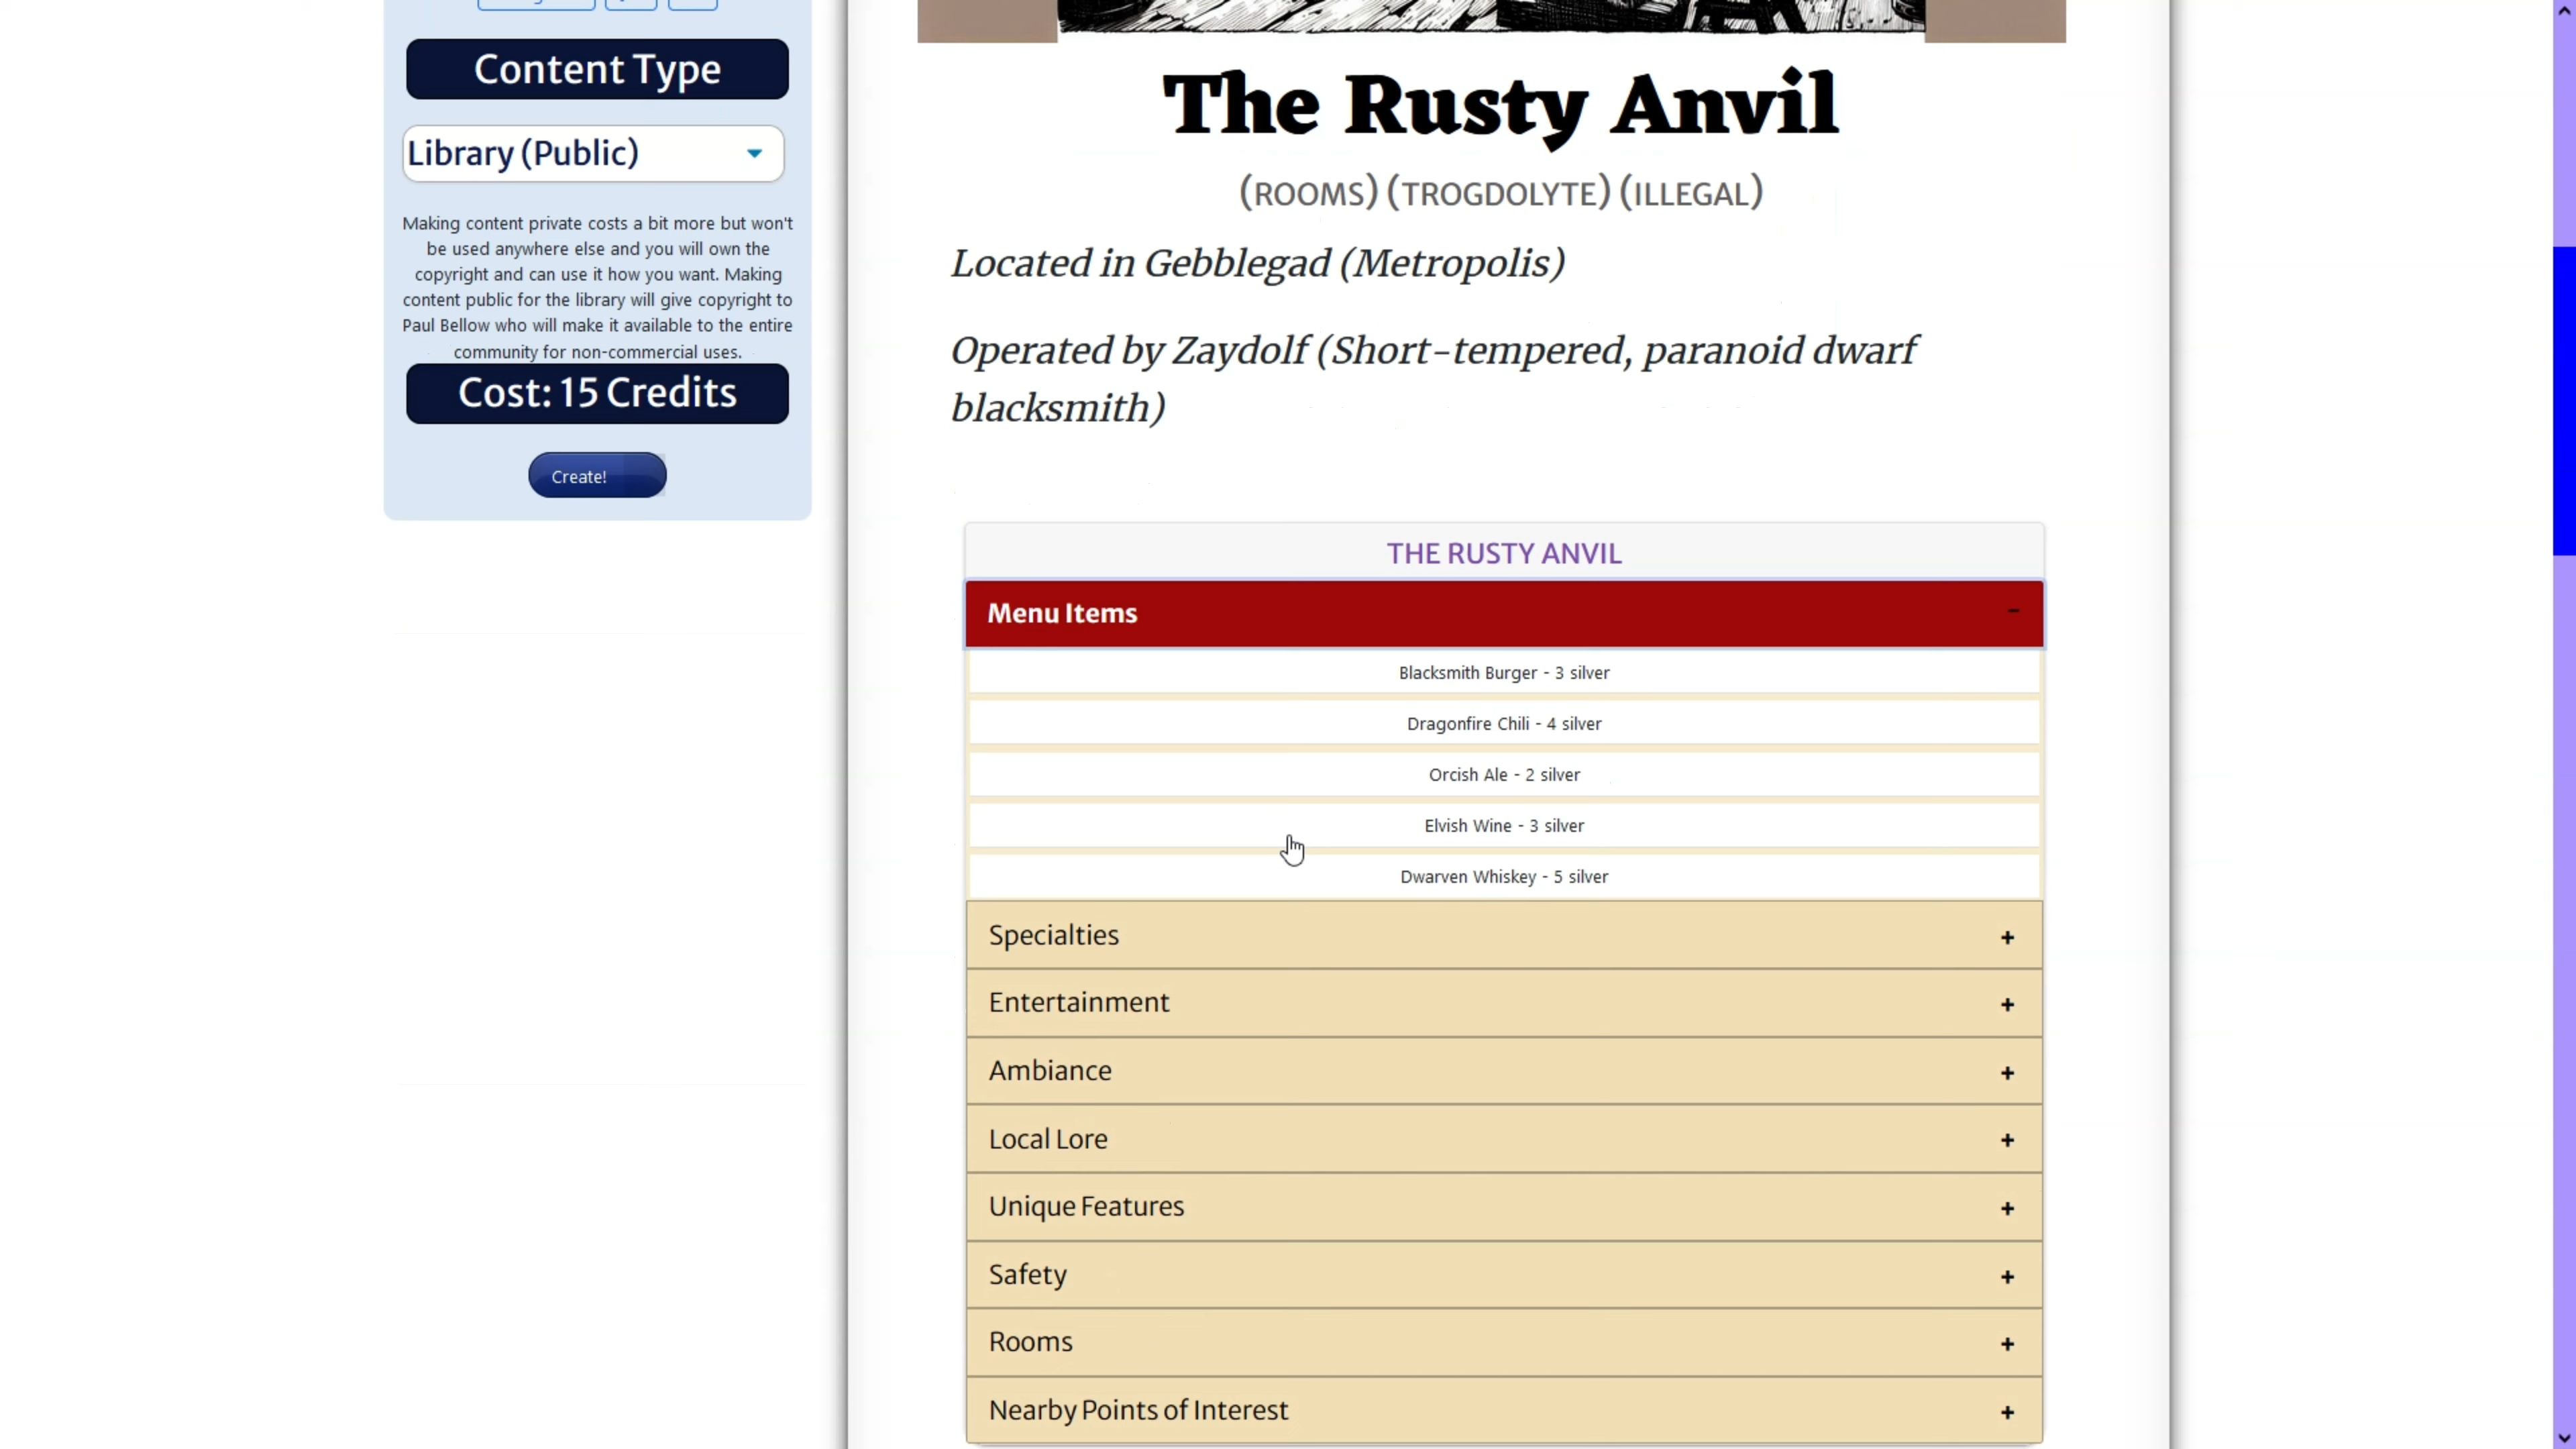 Content Type
Library (Public)
Making content private costs a bit more but won't
be used anywhere else and you will own the
copyright and can use it how you want. Making
content public for the library will give copyright to
Paul Bellow who will make it available to the entire
community for non-commercial uses.
Cost: 15 Credits
Create!
The Rusty Anvil
(ROOMS) (TROGDOLYTE) (ILLEGAL)
Located in Gebblegad (Metropolis)
Operated by Zaydolf (Short-tempered, paranoid dwarf
blacksmith)
THE RUSTY ANVIL
Menu Items -
Blacksmith Burger - 3 silver
Dragonfire Chili - 4 silver
Orcish Ale - 2 silver
Elvish Wine - 3 silver
Dwarven Whiskey - 5 silver
Specialties +
Entertainment +
Ambiance +
Local Lore +
Unique Features +
Safety +
Rooms +
Nearby Points of Interest +